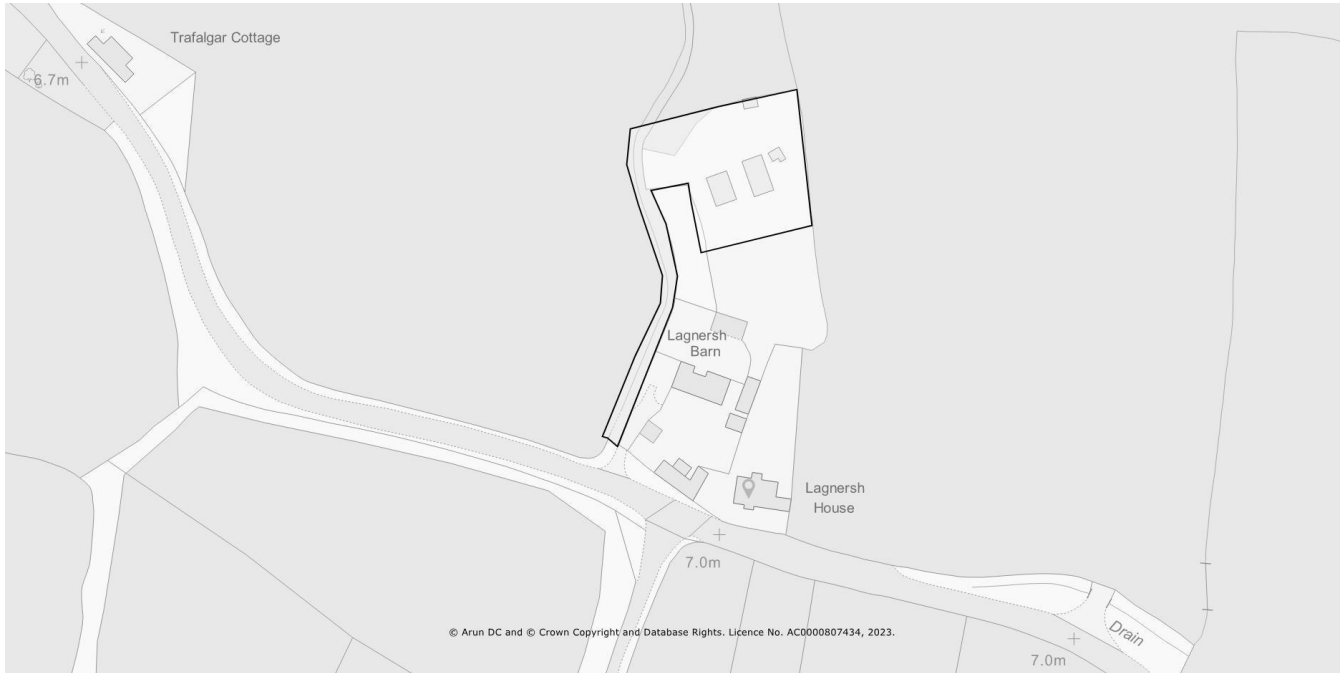 Trafalgar Cottage
6.7m
Lagnersh
Barn
Lagnersh
House
7.0m
© Arun DC and © Crown Copyright and Database Rights. Licence No. AC0000807434, 2023.
Drain
7.0m